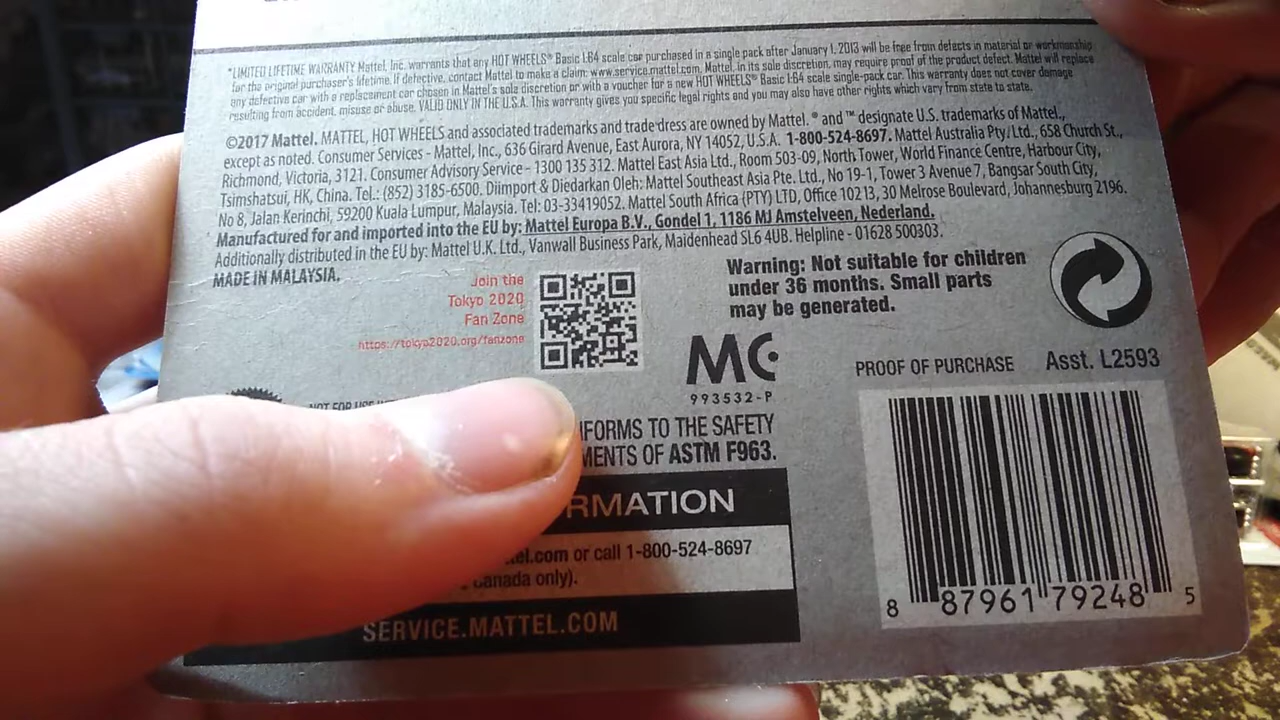 *LIMITED LIFETIME WARRANTY Mattel, Inc. warrants that any HOT WHEELS® Basic 1:64 scale car purchased in a single pack after January 1, 2013 will be free from defects in material or workmanship
for the original purchaser's lifetime. If defective, contact Mattel to make a claim: www.service.mattel.com. Mattel, in its sole discretion, may require proof of the product defect. Mattel will replace
any defective car with a replacement car chosen in Mattel's sole discretion or with a voucher for a new HOT WHEELS® Basic 1:64 scale single-pack car. This warranty does not cover damage
resulting from accident, misuse or abuse. VALID ONLY IN THE U.S.A. This warranty gives you specific legal rights and you may also have other rights which vary from state to state.
©2017 Mattel. MATTEL, HOT WHEELS and associated trademarks and trade dress are owned by Mattel. ® and ™ designate U.S. trademarks of Mattel,
except as noted. Consumer Services - Mattel, Inc., 636 Girard Avenue, East Aurora, NY 14052, U.S.A. 1-800-524-8697. Mattel Australia Pty./Ltd., 658 Church St.,
Richmond, Victoria, 3121. Consumer Advisory Service - 1300 135 312. Mattel East Asia Ltd., Room 503-09, North Tower, World Finance Centre, Harbour City,
Tsimshatsui, HK, China. Tel.: (852) 3185-6500. Diimport & Diedarkan Oleh: Mattel Southeast Asia Pte. Ltd., No 19-1, Tower 3 Avenue 7, Bangsar South City,
No 8, Jalan Kerinchi, 59200 Kuala Lumpur, Malaysia. Tel: 03-33419052. Mattel South Africa (PTY) LTD, Office 10213, 30 Melrose Boulevard, Johannesburg 2196.
Manufactured for and imported into the EU by: Mattel Europa B.V., Gondel 1, 1186 MJ Amstelveen, Nederland.
Additionally distributed in the EU by: Mattel U.K. Ltd., Vanwall Business Park, Maidenhead SL6 4UB. Helpline - 01628 500303.
MADE IN MALAYSIA.
Join the
Tokyo 2020
Fan Zone
https://tokyo2020.org/fanzone
Warning: Not suitable for children
under 36 months. Small parts
may be generated.
MC
993532-P
PROOF OF PURCHASE Asst. L2593
NOT FOR USE
FORMS TO THE SAFETY
MENTS OF ASTM F963.
RMATION
tel.com or call 1-800-524-8697
Canada only).
SERVICE.MATTEL.COM
8 87961 79248 5